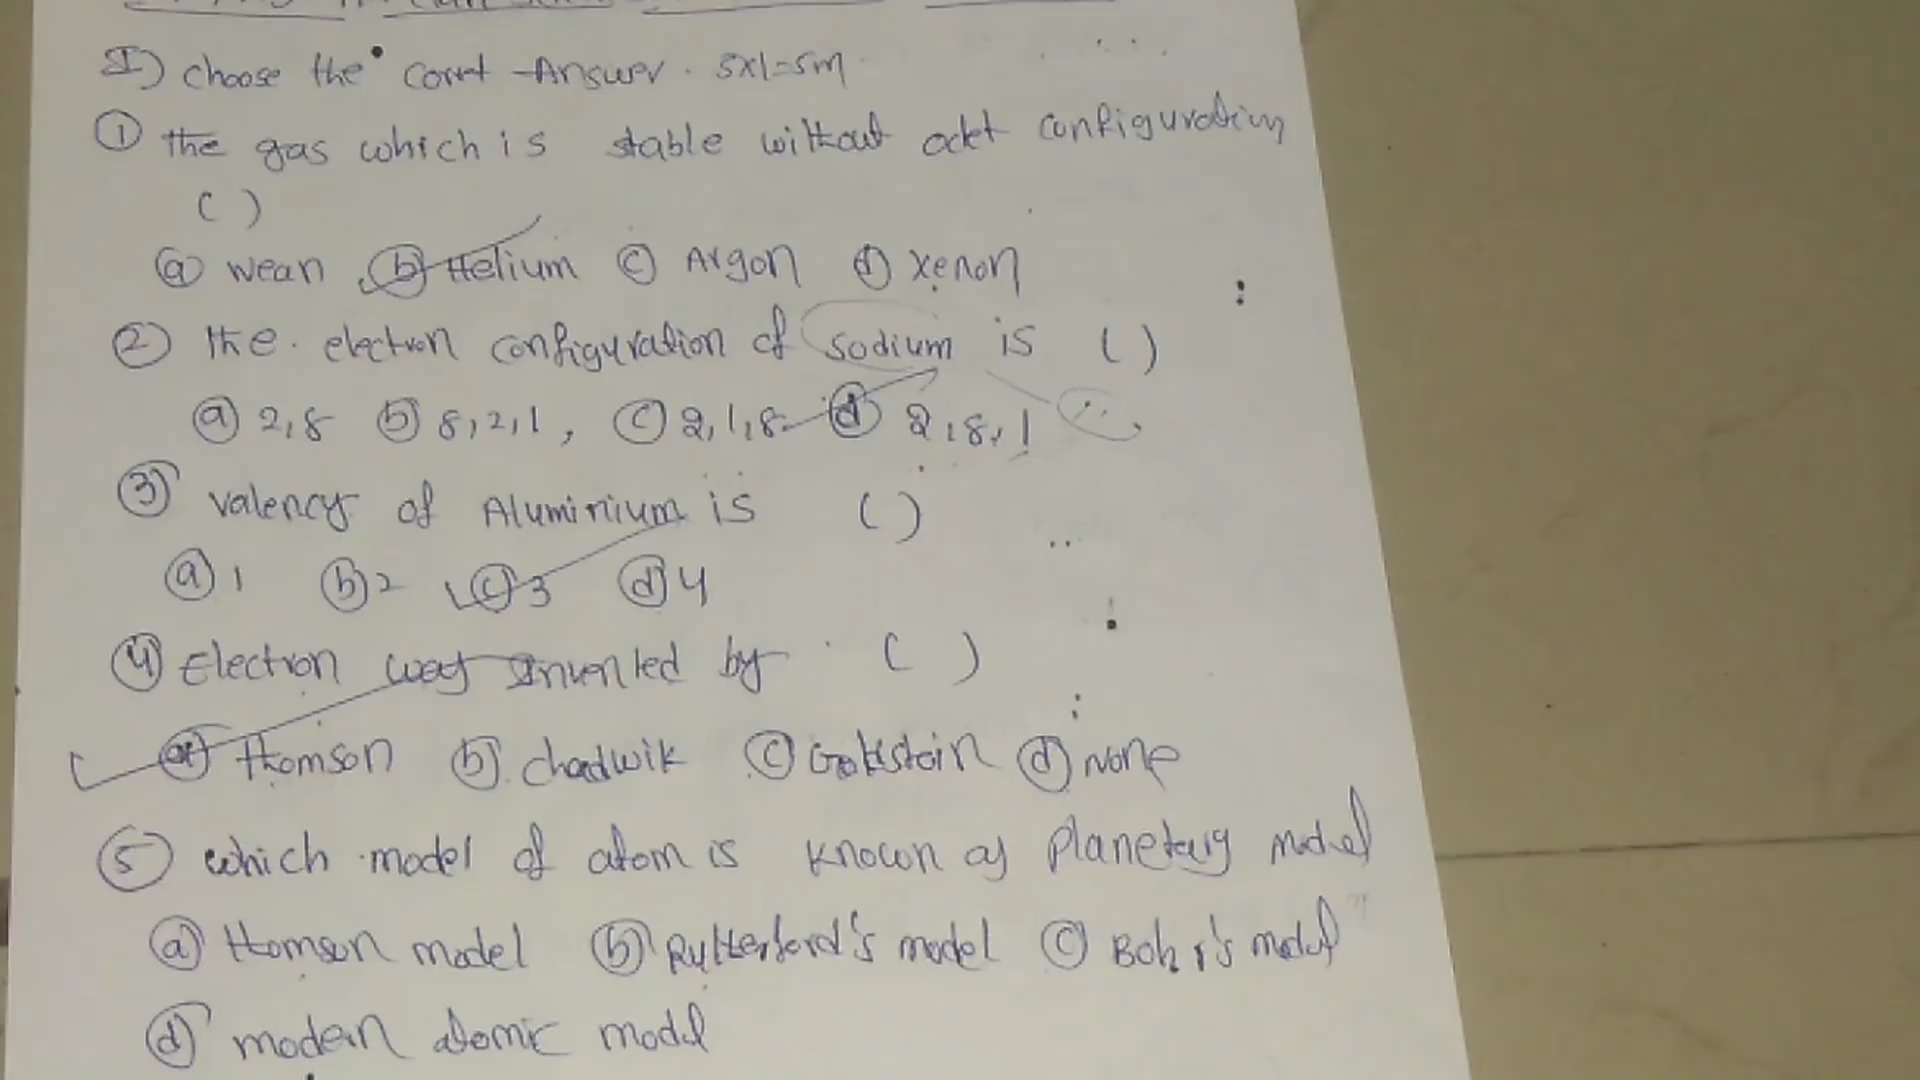 I) choose the corret Answer. 5x1=5m
① the gas which is stable without octet configuration
( )
ⓐ Neon ⓑ Helium ⓒ Argon ⓓ Xenon
② the electron configuration of sodium is ( )
ⓐ 2,8 ⓑ 8,2,1, ⓒ 2,1,8 ⓓ 2,8,1
③ valency of Aluminium is ( )
ⓐ 1 ⓑ 2 ⓒ 3 ⓓ 4
④ Electron was invented by ( )
ⓐ thomson ⓑ chadwik ⓒ Goldstein ⓓ none
⑤ which model of atom is known as planetary model
ⓐ thomson model ⓑ Rutherford's model ⓒ Bohr's model
ⓓ modern atomic model